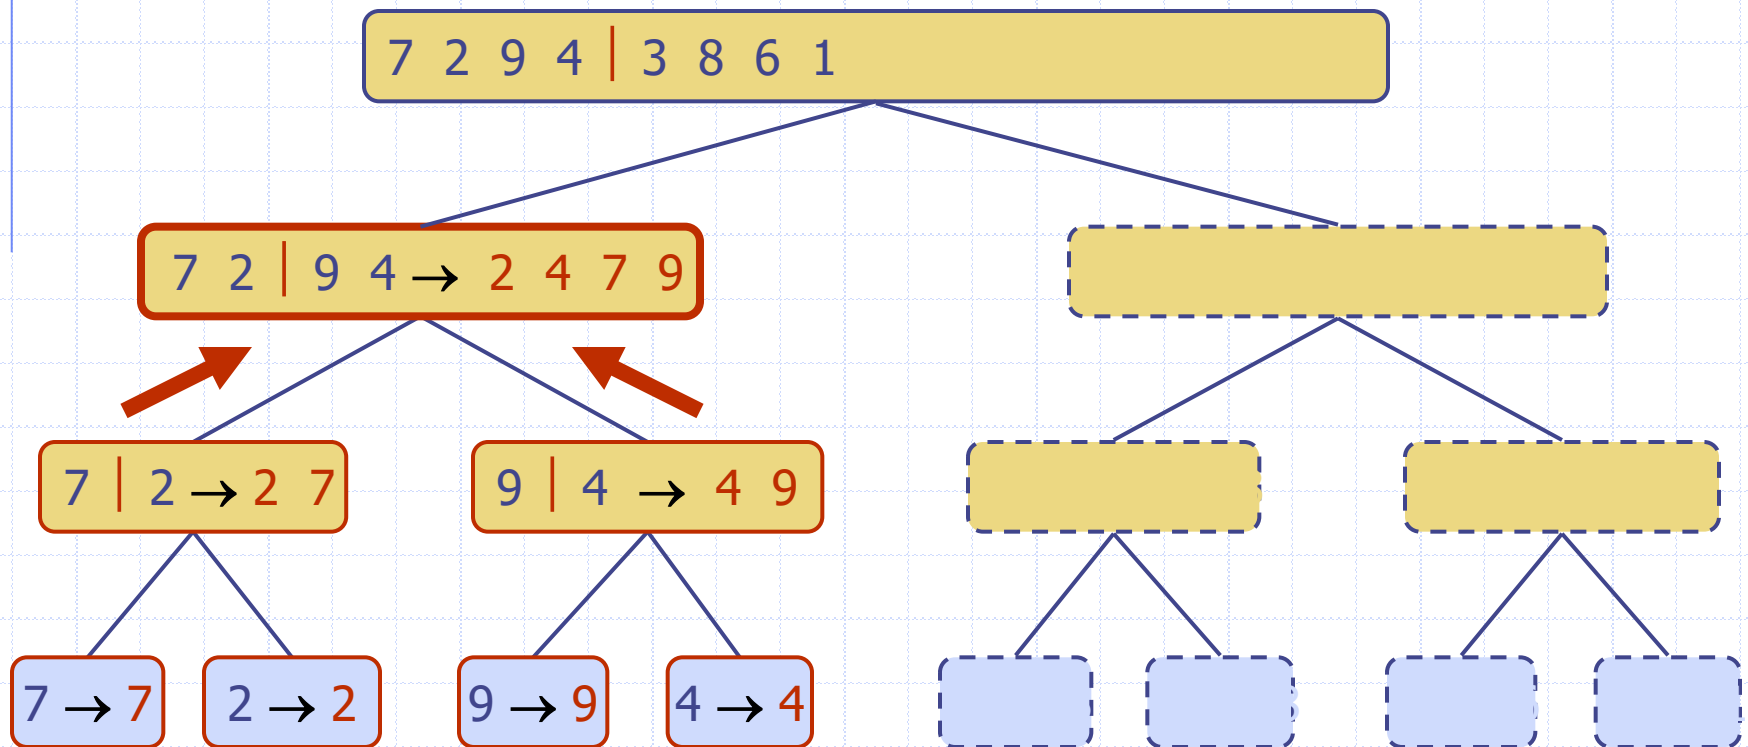 7 2 9 4 | 3 8 6 1
7 2 | 9 4 → 2 4 7 9
7 | 2 → 2 7
9 | 4 → 4 9
7 → 7
2 → 2
9 → 9
4 → 4